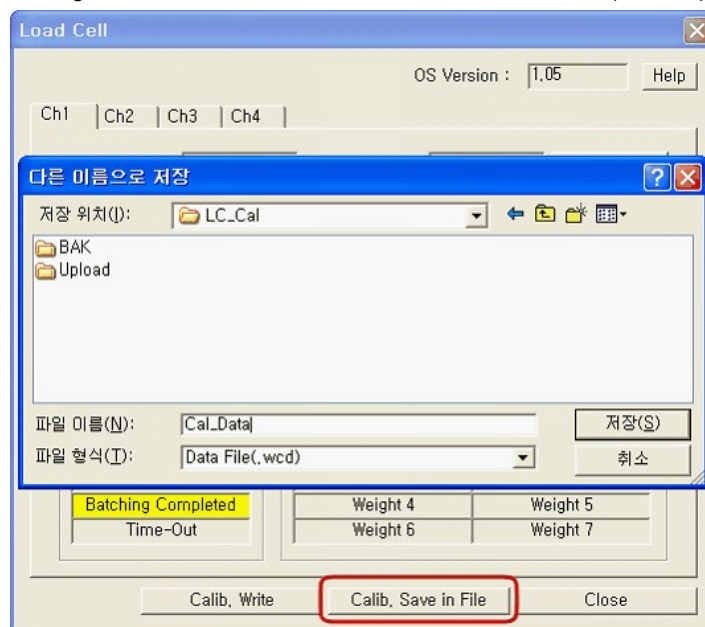 Load Cell
OS Version : 1.05 Help
Ch1 Ch2 Ch3 Ch4
다른 이름으로 저장
저장 위치(I): LC_Cal
BAK
Upload
파일 이름(N): Cal_Data 저장(S)
파일 형식(T): Data File(.wcd) 취소
Batching Completed Weight 4 Weight 5
Time-Out Weight 6 Weight 7
Calib. Write Calib. Save in File Close